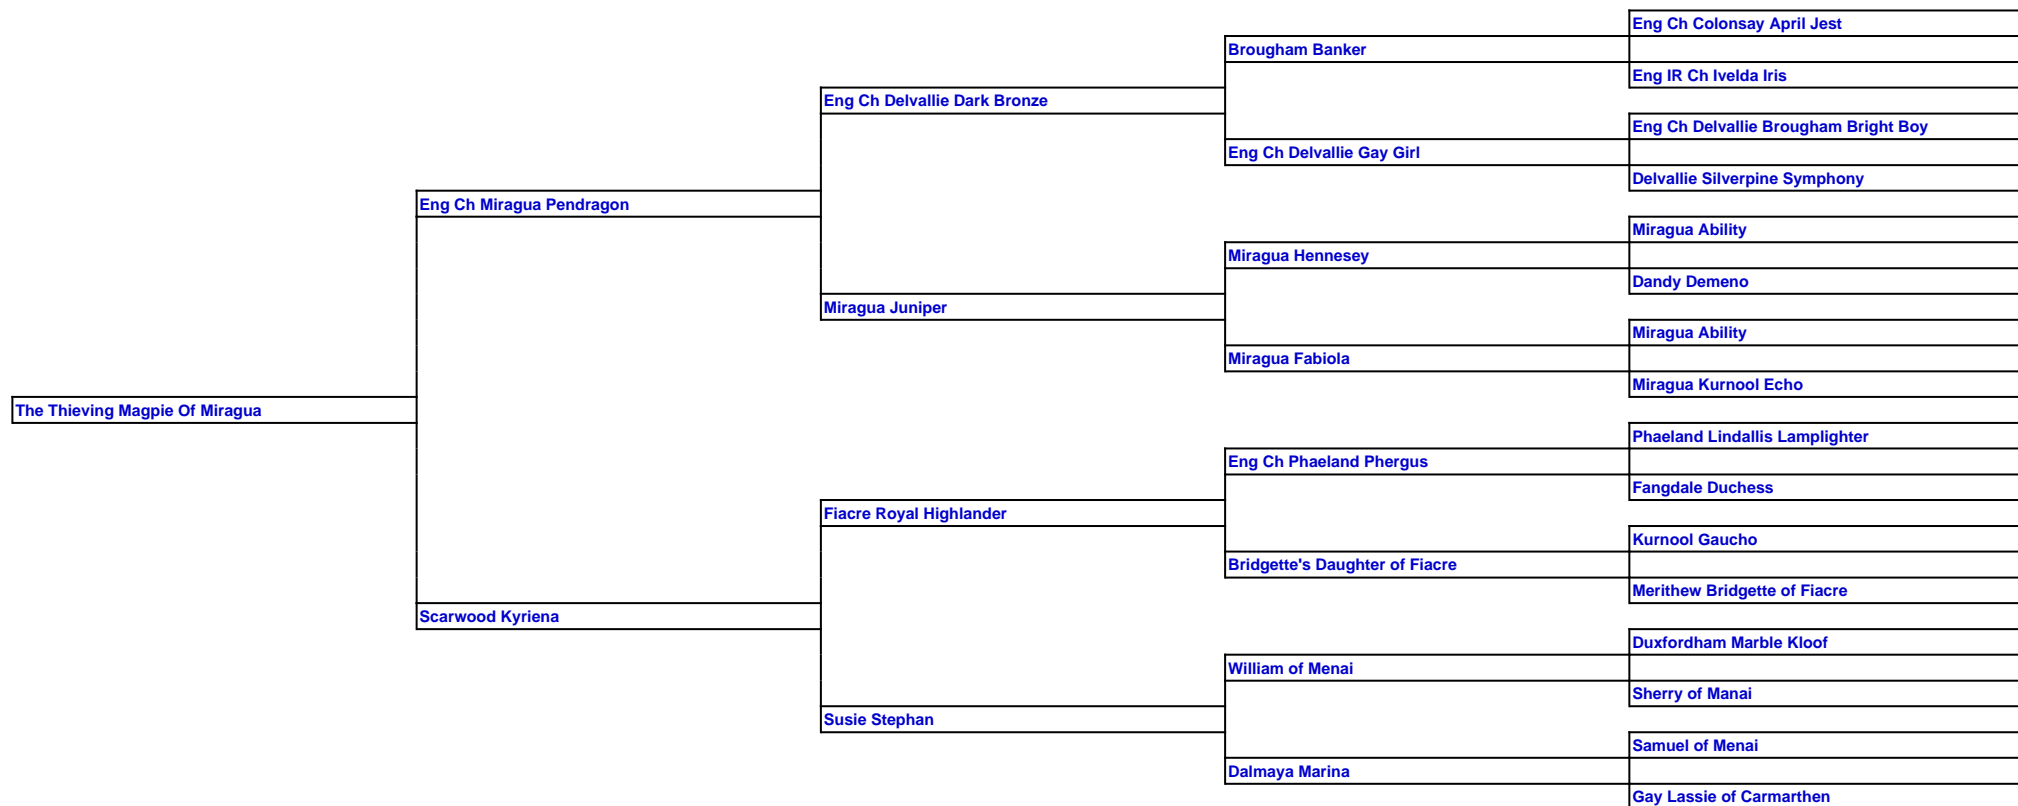 Eng Ch Colonsay April Jest
Brougham Banker
Eng IR Ch Ivelda Iris
Eng Ch Delvallie Dark Bronze
Eng Ch Delvallie Brougham Bright Boy
Eng Ch Delvallie Gay Girl
Delvallie Silverpine Symphony
Eng Ch Miragua Pendragon
Miragua Ability
Miragua Hennesey
Dandy Demeno
Miragua Juniper
Miragua Ability
Miragua Fabiola
Miragua Kurnool Echo
The Thieving Magpie Of Miragua
Phaeland Lindallis Lamplighter
Eng Ch Phaeland Phergus
Fangdale Duchess
Fiacre Royal Highlander
Kurnool Gaucho
Bridgette's Daughter of Fiacre
Merithew Bridgette of Fiacre
Scarwood Kyriena
Duxfordham Marble Kloof
William of Menai
Sherry of Manai
Susie Stephan
Samuel of Menai
Dalmaya Marina
Gay Lassie of Carmarthen